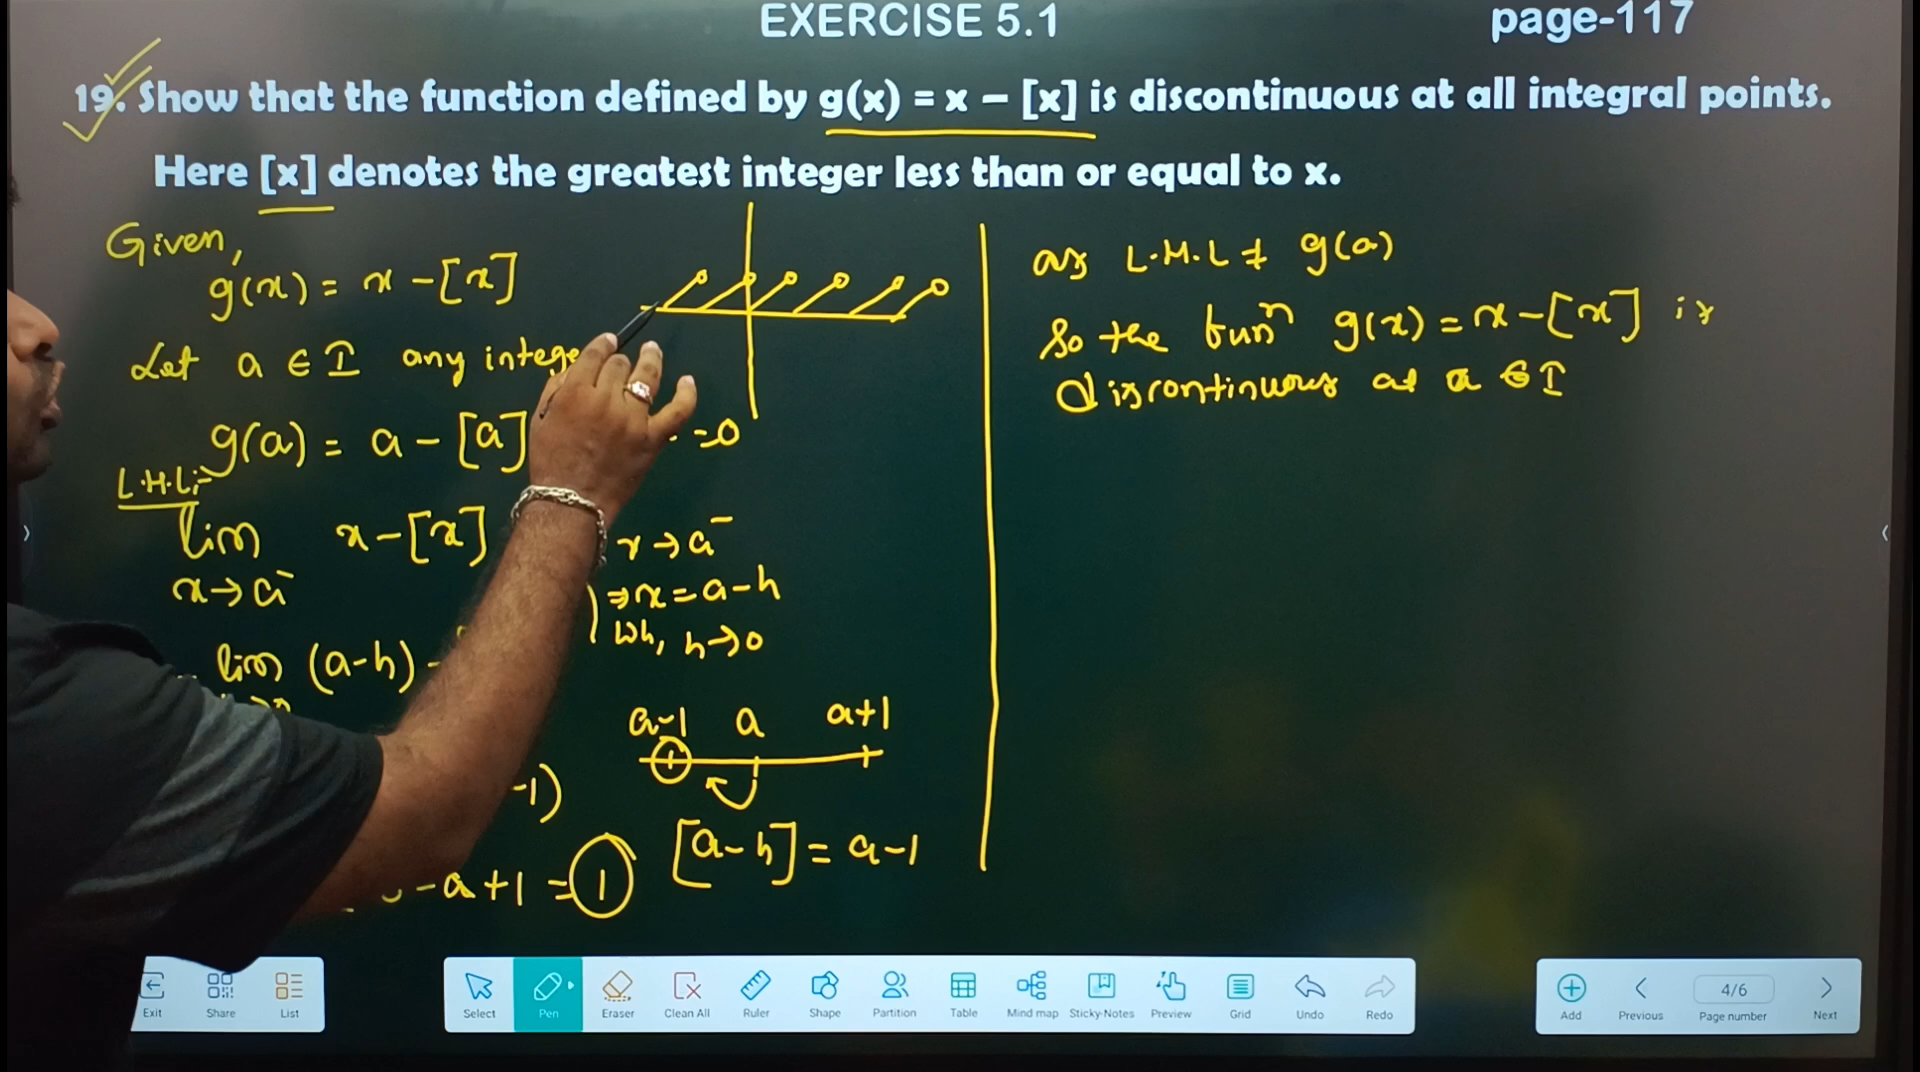 EXERCISE 5.1
page-117
19. Show that the function defined by g(x) = x – [x] is discontinuous at all integral points.
Here [x] denotes the greatest integer less than or equal to x.
Given,
g(x) = x - [x]
Let a ∈ I any intege
g(a) = a - [a]
=0
L.H.L:-
lim x - [x]
x→a⁻
x→a⁻
⇒x=a-h
wh, h→0
lim (a-h) -
a-1 a a+1
-1)
[a-h] = a-1
-a+1 = 1
as L.H.L ≠ g(a)
So the funⁿ g(x) = x - [x] is
discontinuous at a ∈ I
Exit
Share
List
Select
Pen
Eraser
Clean All
Ruler
Shape
Partition
Table
Mind map
Sticky-Notes
Preview
Grid
Undo
Redo
Add
Previous
4/6
Page number
Next